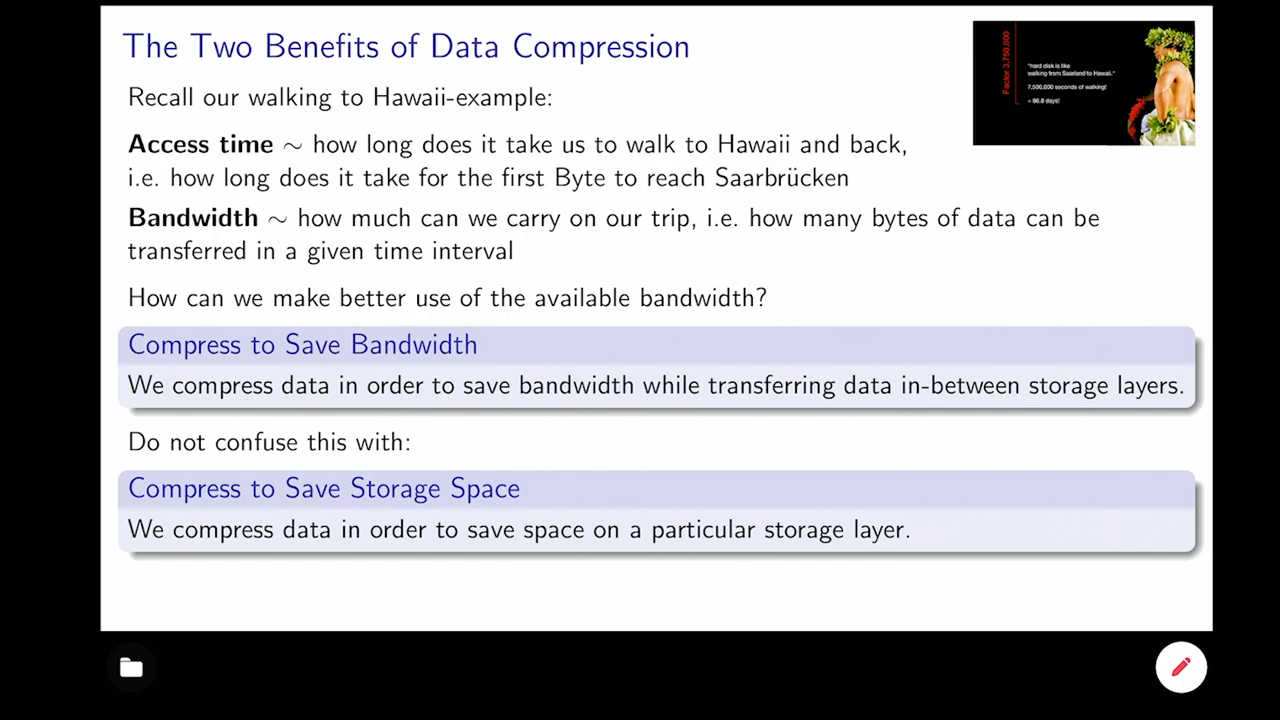 The Two Benefits of Data Compression
Factor 3,750,000
"hard disk is like
walking from Saarland to Hawaii."
7,500,000 seconds of walking!
= 86.8 days!
Recall our walking to Hawaii-example:
Access time ∼ how long does it take us to walk to Hawaii and back,
i.e. how long does it take for the first Byte to reach Saarbrücken
Bandwidth ∼ how much can we carry on our trip, i.e. how many bytes of data can be
transferred in a given time interval
How can we make better use of the available bandwidth?
Compress to Save Bandwidth
We compress data in order to save bandwidth while transferring data in-between storage layers.
Do not confuse this with:
Compress to Save Storage Space
We compress data in order to save space on a particular storage layer.